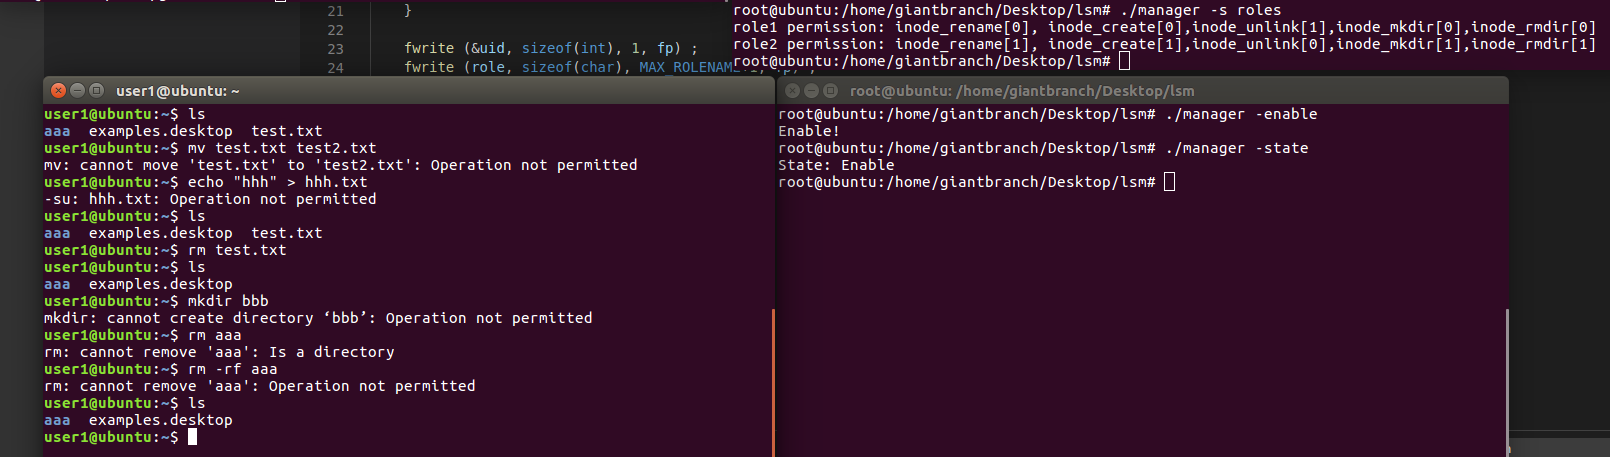 21 }
22
23 fwrite (&uid, sizeof(int), 1, fp) ;
24 fwrite (role, sizeof(char), MAX_ROLENAME
root@ubuntu:/home/giantbranch/Desktop/lsm# ./manager -s roles
role1 permission: inode_rename[0], inode_create[0],inode_unlink[1],inode_mkdir[0],inode_rmdir[0]
role2 permission: inode_rename[1], inode_create[1],inode_unlink[0],inode_mkdir[1],inode_rmdir[1]
root@ubuntu:/home/giantbranch/Desktop/lsm#
user1@ubuntu: ~
user1@ubuntu:~$ ls
aaa  examples.desktop  test.txt
user1@ubuntu:~$ mv test.txt test2.txt
mv: cannot move 'test.txt' to 'test2.txt': Operation not permitted
user1@ubuntu:~$ echo "hhh" > hhh.txt
-su: hhh.txt: Operation not permitted
user1@ubuntu:~$ ls
aaa  examples.desktop  test.txt
user1@ubuntu:~$ rm test.txt
user1@ubuntu:~$ ls
aaa  examples.desktop
user1@ubuntu:~$ mkdir bbb
mkdir: cannot create directory ‘bbb’: Operation not permitted
user1@ubuntu:~$ rm aaa
rm: cannot remove 'aaa': Is a directory
user1@ubuntu:~$ rm -rf aaa
rm: cannot remove 'aaa': Operation not permitted
user1@ubuntu:~$ ls
aaa  examples.desktop
user1@ubuntu:~$
root@ubuntu: /home/giantbranch/Desktop/lsm
root@ubuntu:/home/giantbranch/Desktop/lsm# ./manager -enable
Enable!
root@ubuntu:/home/giantbranch/Desktop/lsm# ./manager -state
State: Enable
root@ubuntu:/home/giantbranch/Desktop/lsm#